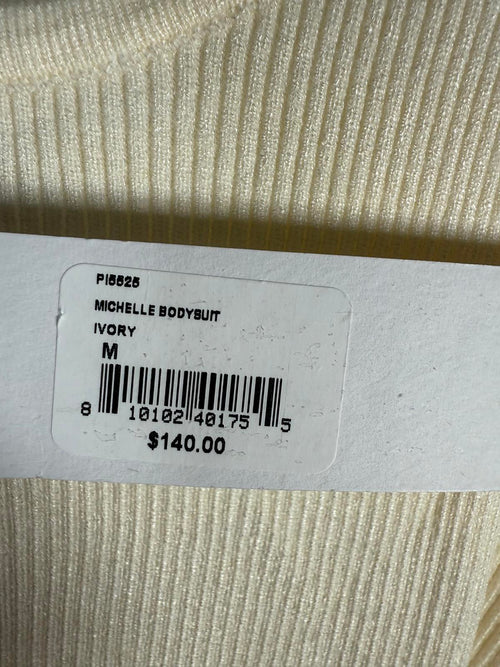 PI5525
MICHELLE BODYSUIT
IVORY
M
8 10102 40175 5
$140.00